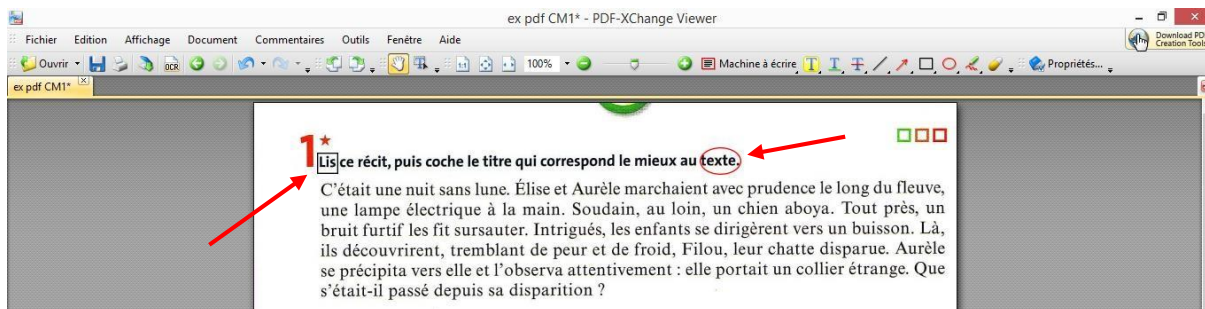 ex pdf CM1* - PDF-XChange Viewer
Fichier Edition Affichage Document Commentaires Outils Fenêtre Aide
Download PD
Creation Tools
Ouvrir OCR 100% Machine à écrire T T T Propriétés...
ex pdf CM1*
1*
Lis ce récit, puis coche le titre qui correspond le mieux au texte.
C'était une nuit sans lune. Élise et Aurèle marchaient avec prudence le long du fleuve,
une lampe électrique à la main. Soudain, au loin, un chien aboya. Tout près, un
bruit furtif les fit sursauter. Intrigués, les enfants se dirigèrent vers un buisson. Là,
ils découvrirent, tremblant de peur et de froid, Filou, leur chatte disparue. Aurèle
se précipita vers elle et l'observa attentivement : elle portait un collier étrange. Que
s'était-il passé depuis sa disparition ?